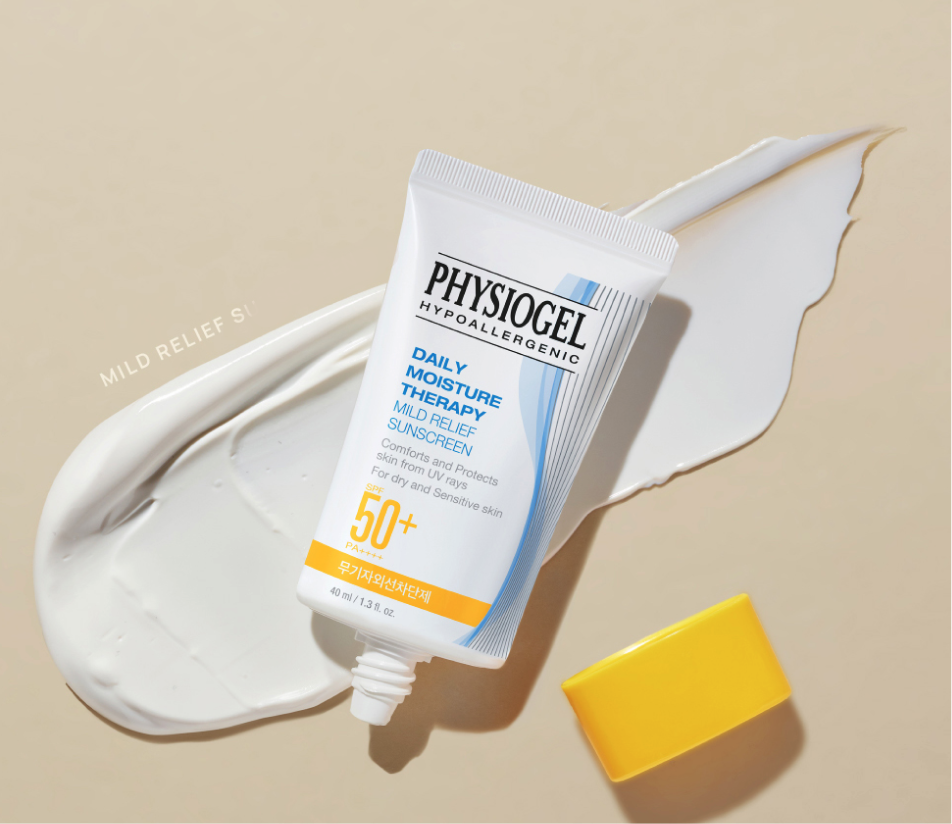 MILD RELIEF
PHYSIOGEL
HYPOALLERGENIC
DAILY
MOISTURE
THERAPY
MILD RELIEF
SUNSCREEN
Comforts and Protects
skin from UV rays
For dry and Sensitive skin
SPF
50+
PA++++
무기자외선차단제
40 ml / 1.3 fl. oz.